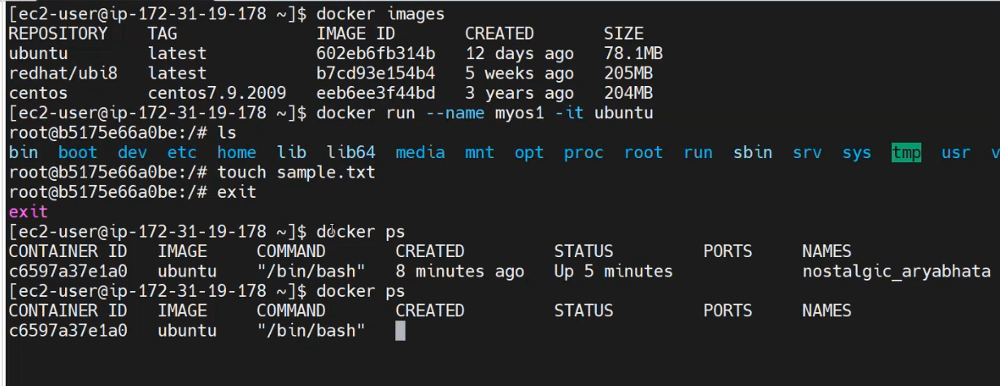 [ec2-user@ip-172-31-19-178 ~]$ docker images
REPOSITORY    TAG              IMAGE ID       CREATED       SIZE
ubuntu        latest           602eb6fb314b   12 days ago   78.1MB
redhat/ubi8   latest           b7cd93e154b4   5 weeks ago   205MB
centos        centos7.9.2009   eeb6ee3f44bd   3 years ago   204MB
[ec2-user@ip-172-31-19-178 ~]$ docker run --name myos1 -it ubuntu
root@b5175e66a0be:/# ls
bin  boot  dev  etc  home  lib  lib64  media  mnt  opt  proc  root  run  sbin  srv  sys  tmp  usr  v
root@b5175e66a0be:/# touch sample.txt
root@b5175e66a0be:/# exit
exit
[ec2-user@ip-172-31-19-178 ~]$ docker ps
CONTAINER ID   IMAGE     COMMAND       CREATED         STATUS         PORTS     NAMES
c6597a37e1a0   ubuntu    "/bin/bash"   8 minutes ago   Up 5 minutes             nostalgic_aryabhata
[ec2-user@ip-172-31-19-178 ~]$ docker ps
CONTAINER ID   IMAGE     COMMAND       CREATED         STATUS         PORTS     NAMES
c6597a37e1a0   ubuntu    "/bin/bash"